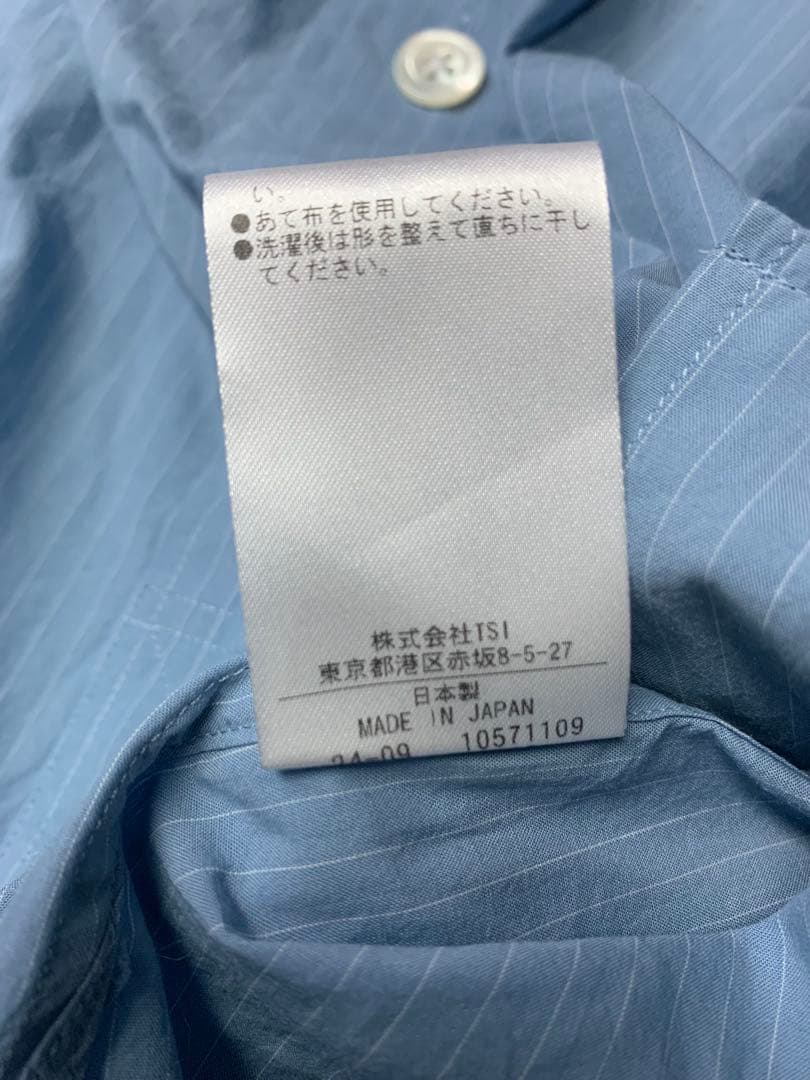 い。
●あて布を使用してください。
●洗濯後は形を整えて直ちに干し
てください。
株式会社TSI
東京都港区赤坂8-5-27
日本製
MADE IN JAPAN
24-09 10571109